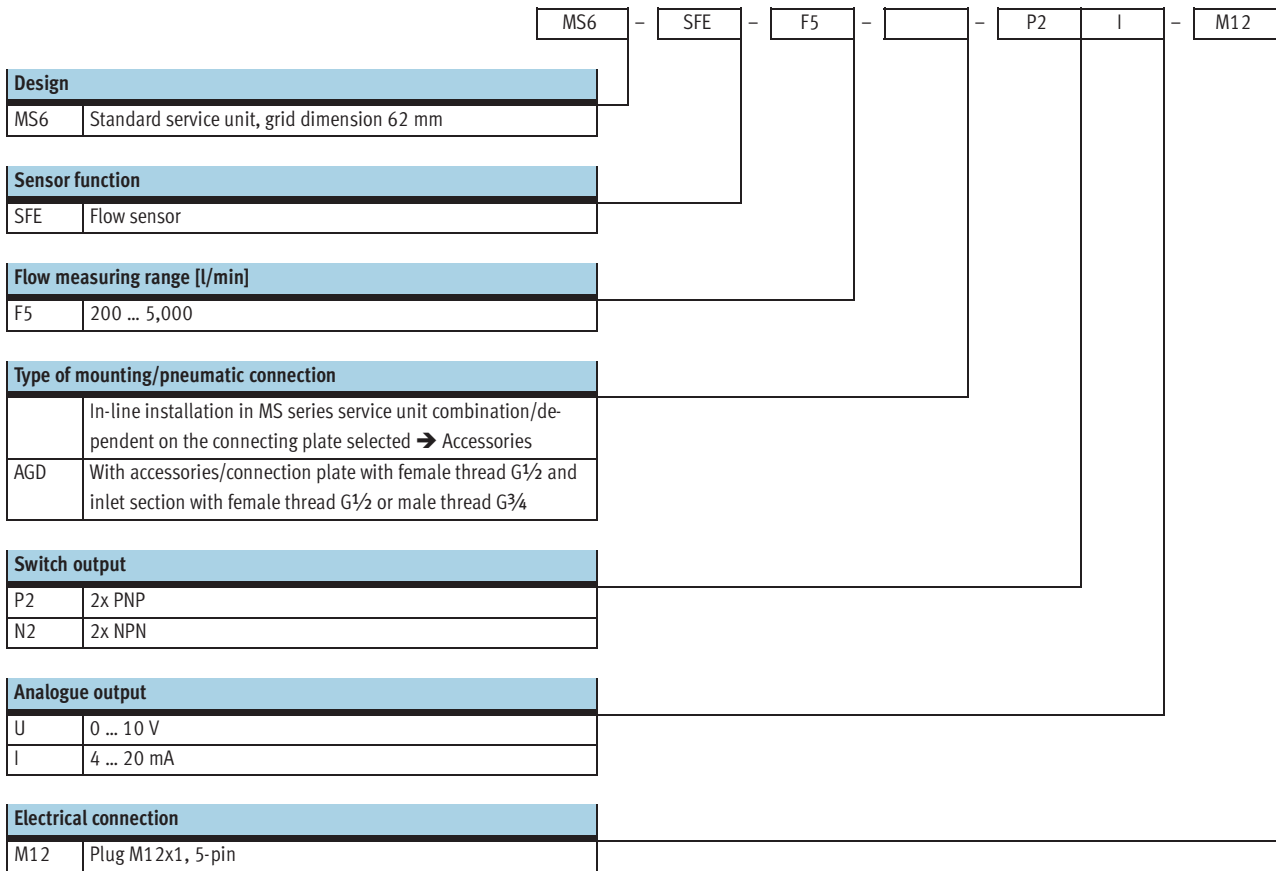 MS6 – SFE – F5 – – P2 I – M12
Design
MS6 Standard service unit, grid dimension 62 mm
Sensor function
SFE Flow sensor
Flow measuring range [l/min]
F5 200 … 5,000
Type of mounting/pneumatic connection
In-line installation in MS series service unit combination/de-
pendent on the connecting plate selected ➔ Accessories
AGD With accessories/connection plate with female thread G½ and
inlet section with female thread G½ or male thread G¾
Switch output
P2 2x PNP
N2 2x NPN
Analogue output
U 0 … 10 V
I 4 … 20 mA
Electrical connection
M12 Plug M12x1, 5-pin